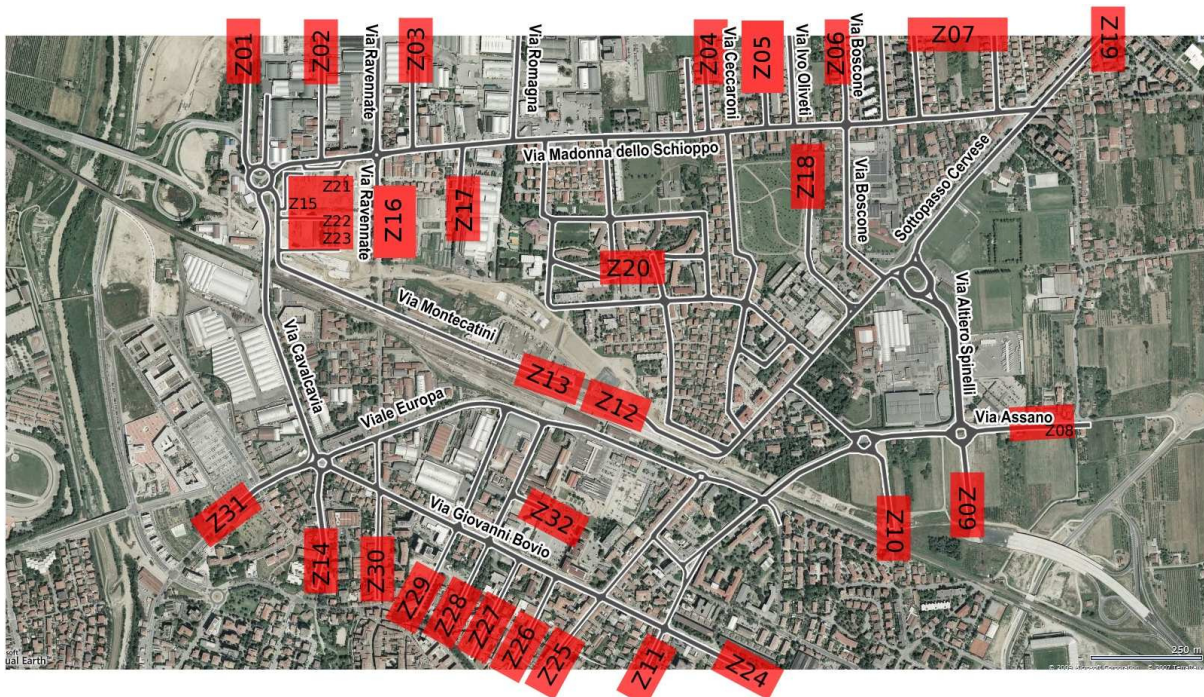 Z01
Z02
Via Ravennate
Z03
Via Romagna
Z04
Via Ceccaroni
Z05
Via Ivo Oliveti
Z06
Via Boscone
Z07
Z19
Via Madonna dello Schioppo
Sottopasso Cervese
Z21
Z15
Z22
Z23
Via Ravennate
Z16
Z17
Z18
Via Boscone
Z20
Via Montecatini
Via Altiero Spinelli
Via Cavalcavia
Viale Europa
Z13
Z12
Via Assano
Z08
Z31
Z14
Z30
Via Giovanni Bovio
Z32
Z10
Z09
Z29
Z28
Z27
Z26
Z25
Z11
Z24
250 m
ual Earth